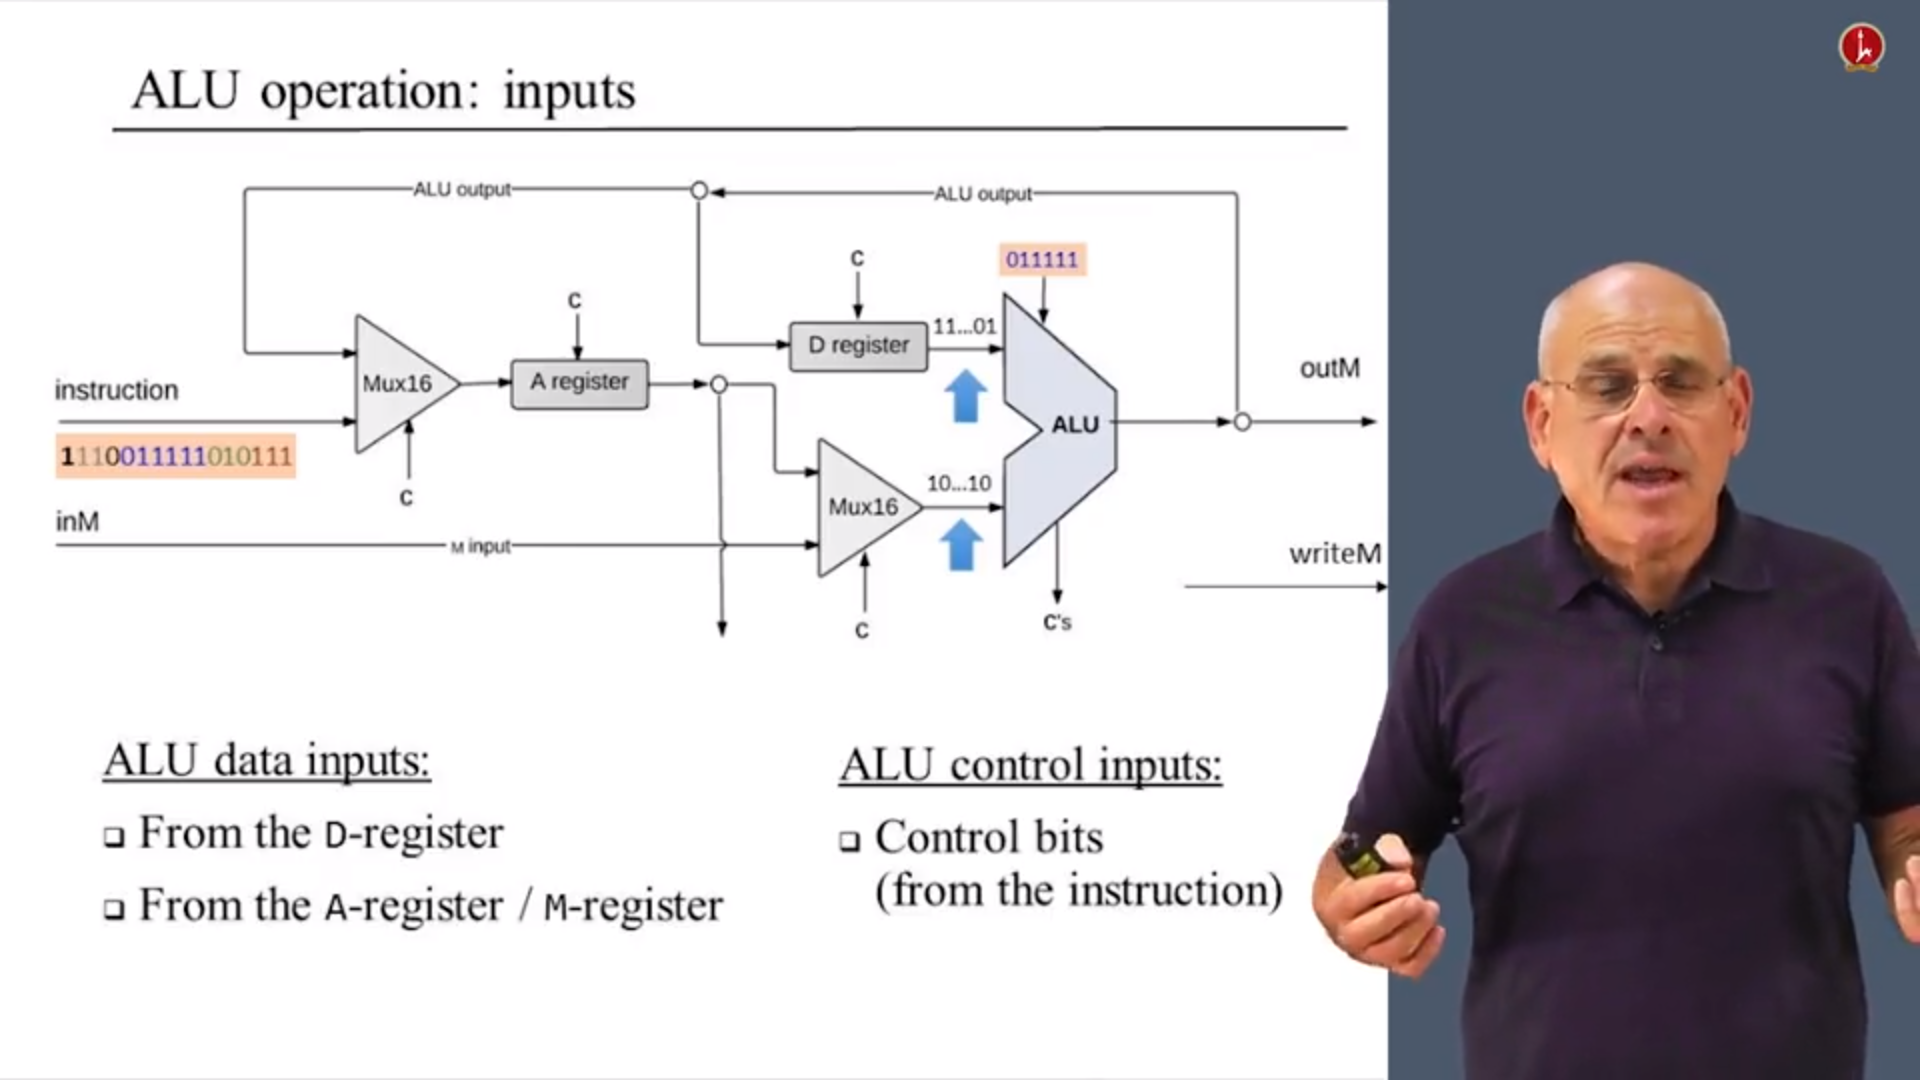 ALU operation: inputs
ALU output
ALU output
011111
c
c
11...01
D register
outM
instruction
Mux16
A register
ALU
1110011111010111
c
10...10
Mux16
inM
M input
writeM
c
c's
ALU data inputs:
From the D-register
From the A-register / M-register
ALU control inputs:
Control bits
(from the instruction)